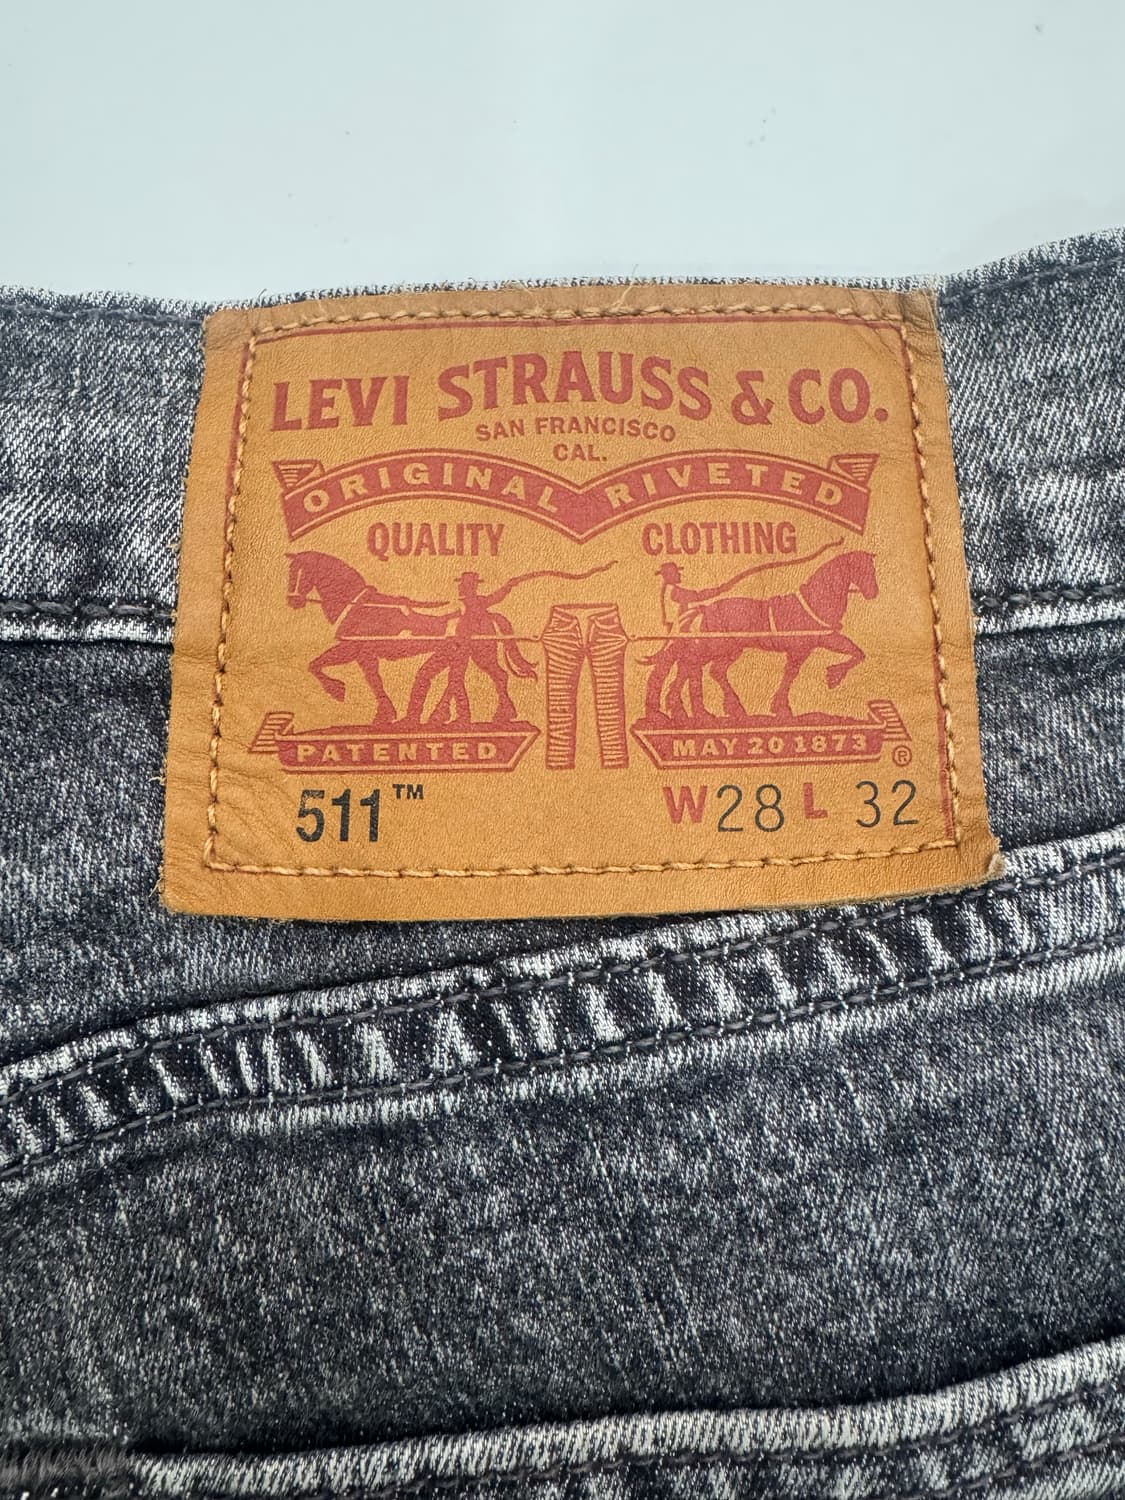 LEVI STRAUSS & CO.
SAN FRANCISCO
CAL.
ORIGINAL RIVETED
QUALITY CLOTHING
PATENTED MAY 20 1873 ®
511™ W28 L 32